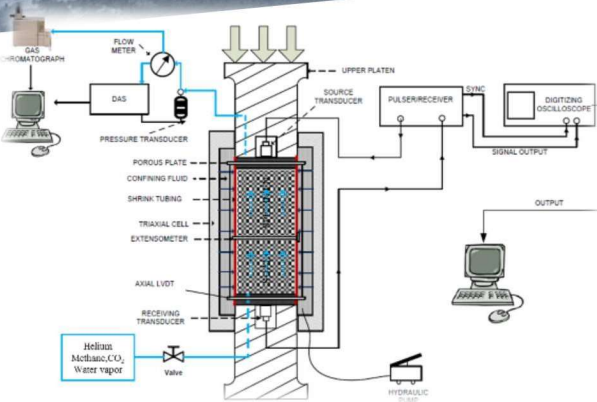 GAS
CHROMATOGRAPH
FLOW
METER
DAS
PRESSURE TRANSDUCER
UPPER PLATEN
SOURCE
TRANSDUCER
PULSER/RECEIVER
SYNC
DIGITIZING
OSCILLOSCOPE
SIGNAL OUTPUT
POROUS PLATE
CONFINING FLUID
SHRINK TUBING
TRIAXIAL CELL
EXTENSOMETER
AXIAL LVDT
RECEIVING
TRANSDUCER
OUTPUT
Helium
Methane,CO2
Water vapor
Valve
HYDRAULIC
PUMP